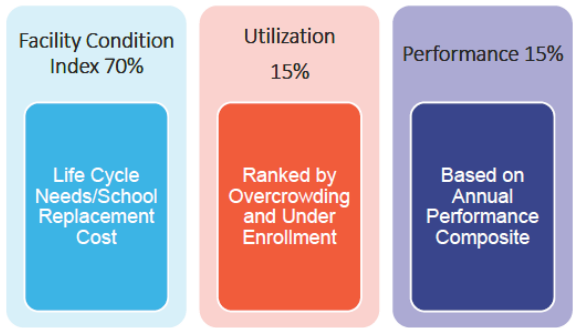 Facility Condition
Index 70%
Life Cycle
Needs/School
Replacement
Cost
Utilization
15%
Ranked by
Overcrowding
and Under
Enrollment
Performance 15%
Based on
Annual
Performance
Composite